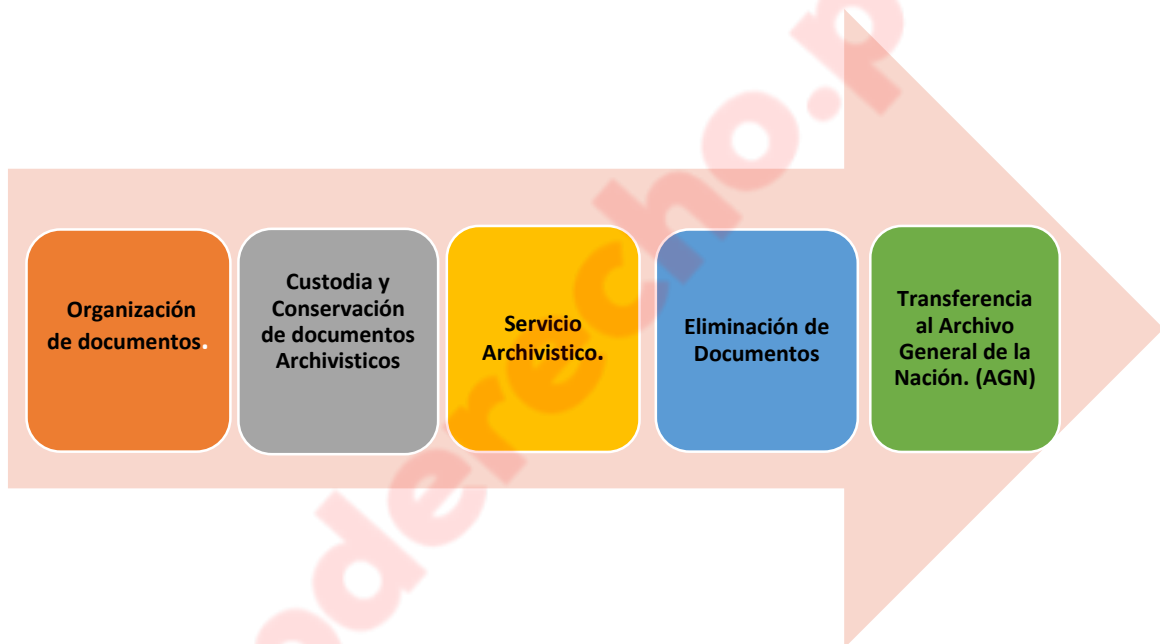 Organización
de documentos.
Custodia y
Conservación
de documentos
Archivisticos
Servicio
Archivistico.
Eliminación de
Documentos
Transferencia
al Archivo
General de la
Nación. (AGN)
oderecho.p